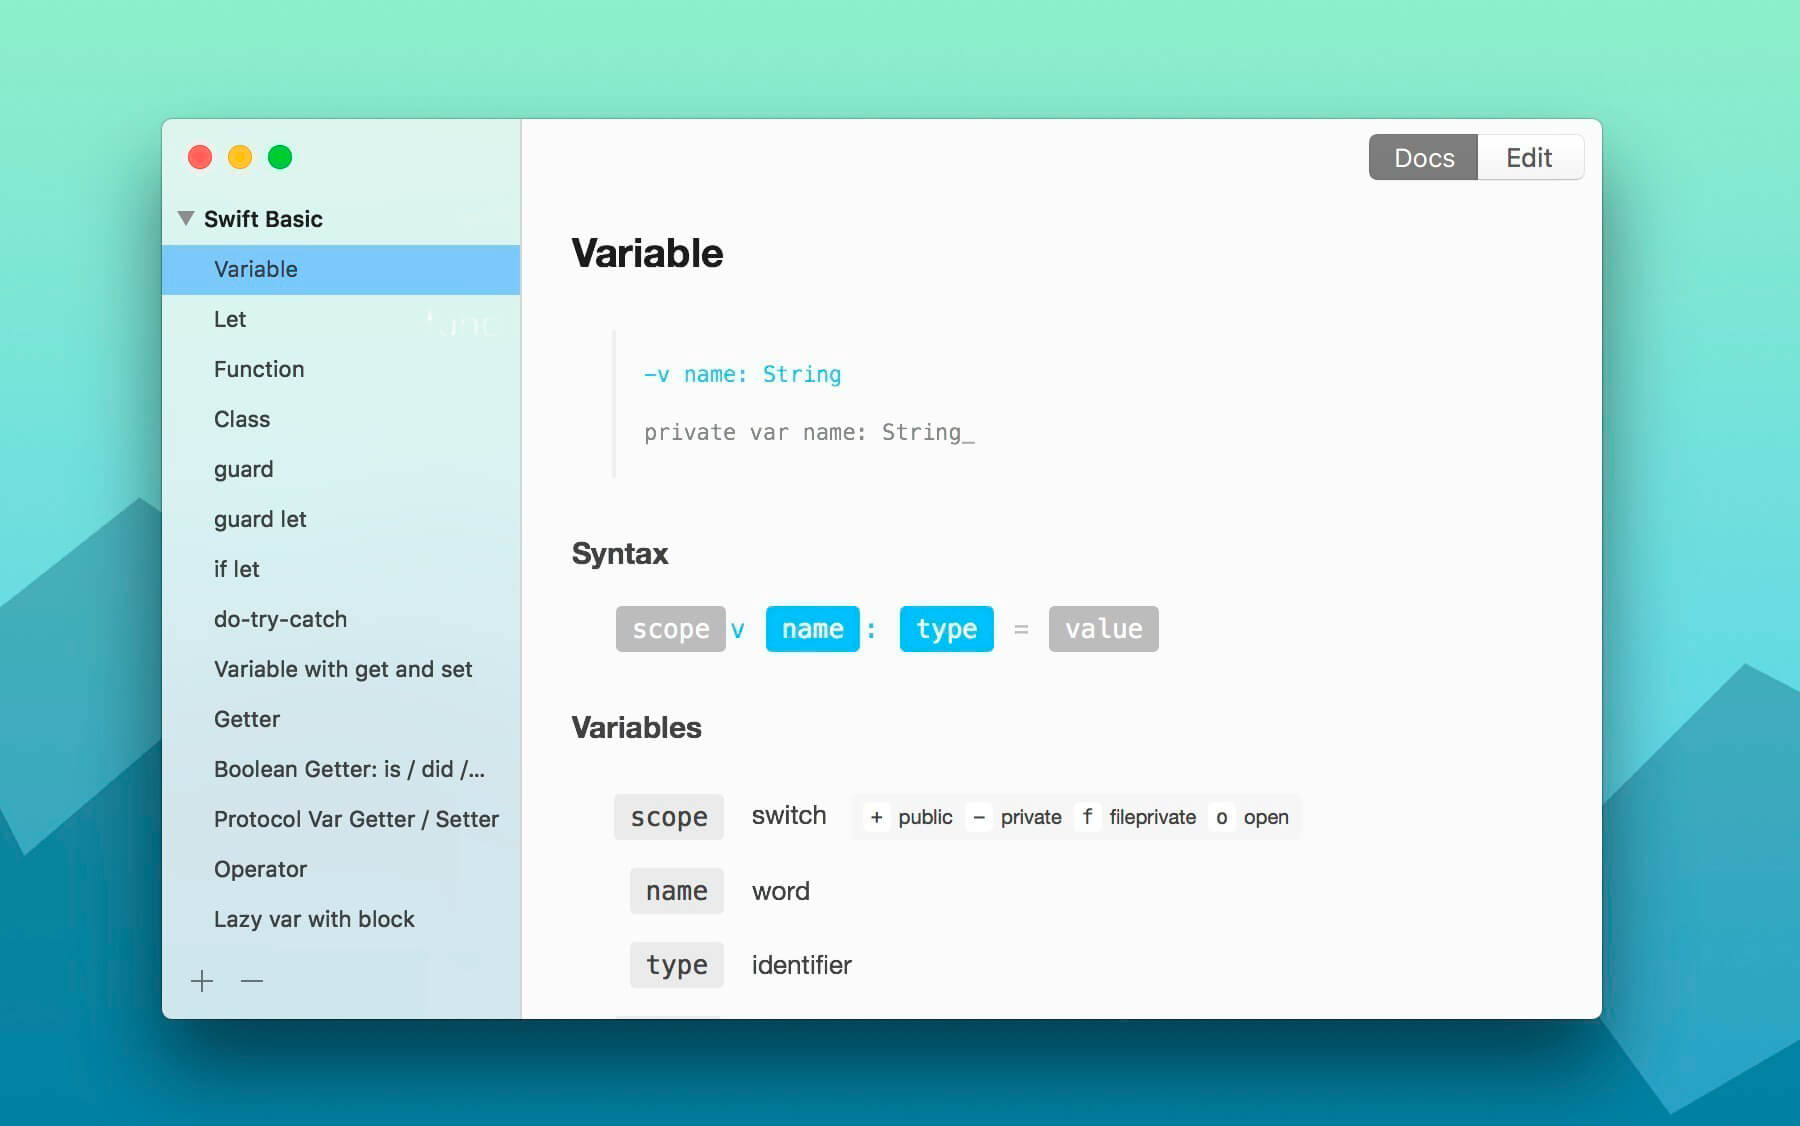 Docs Edit
Swift Basic
Variable
Let
func
Function
Class
guard
guard let
if let
do-try-catch
Variable with get and set
Getter
Boolean Getter: is / did /...
Protocol Var Getter / Setter
Operator
Lazy var with block
Variable
-v name: String
private var name: String_
Syntax
scope v name : type = value
Variables
scope switch + public - private f fileprivate o open
name word
type identifier